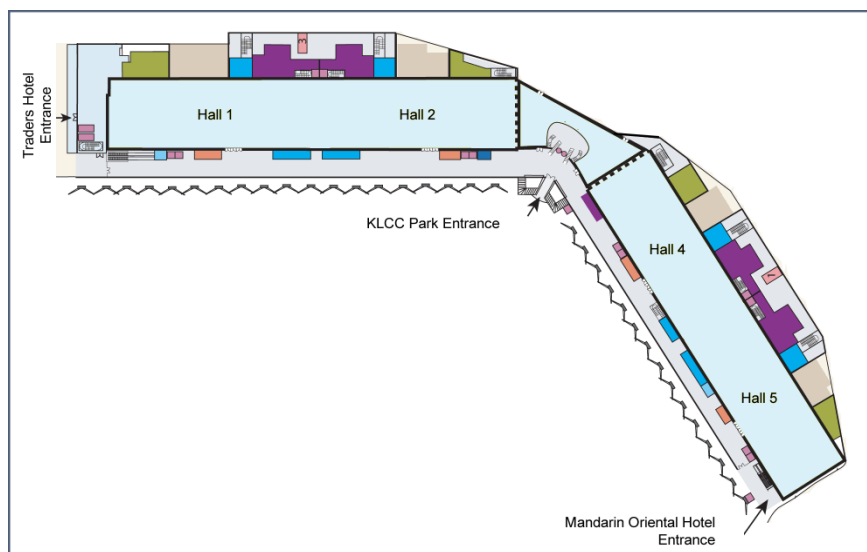 Traders Hotel
Entrance
Hall 1
Hall 2
KLCC Park Entrance
Hall 4
Hall 5
Mandarin Oriental Hotel
Entrance